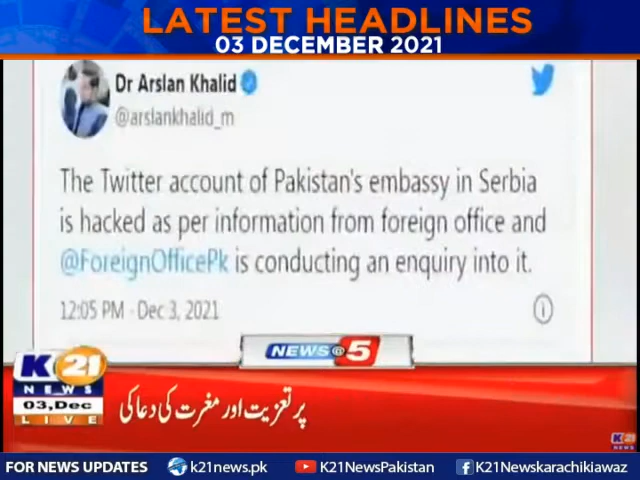 LATEST HEADLINES
03 DECEMBER 2021
Dr Arslan Khalid
@arslankhalid_m
The Twitter account of Pakistan's embassy in Serbia
is hacked as per information from foreign office and
@ForeignOfficePk is conducting an enquiry into it.
12:05 PM - Dec 3, 2021
NEWS@5
K21
NEWS
03,Dec
LIVE
پر تعزیت اور مغفرت کی دعا کی
K21
NEWS
FOR NEWS UPDATES k21news.pk K21NewsPakistan K21Newskarachikiawaz